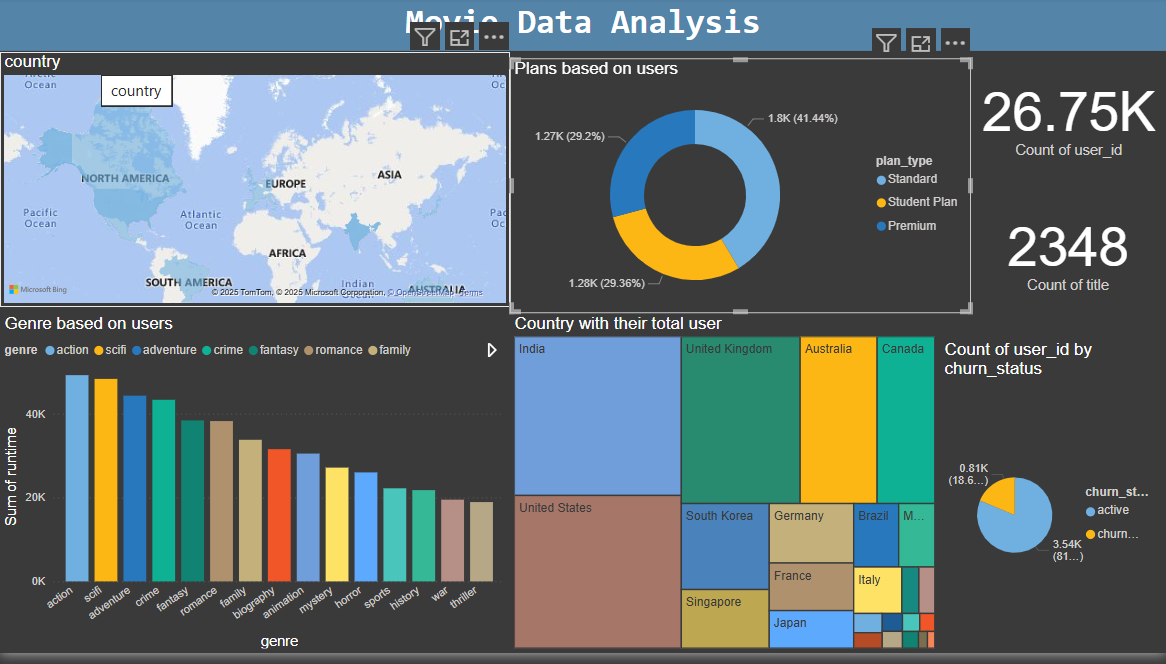 Movie Data Analysis
country
country
Arctic
Ocean
Oc
NORTH AMERICA
EUROPE
ASIA
Pacific
Ocean
Atlantic
Ocean
Pac
Oc
AFRICA
SOUTH AMERICA
Indian
Ocean
AUSTRALIA
Microsoft Bing
© 2025 TomTom, © 2025 Microsoft Corporation, © OpenStreetMap Terms
Plans based on users
1.8K (41.44%)
1.27K (29.2%)
1.28K (29.36%)
plan_type
Standard
Student Plan
Premium
26.75K
Count of user_id
2348
Count of title
Genre based on users
genre action scifi adventure crime fantasy romance family
Sum of runtime
40K
20K
0K
action
scifi
adventure
crime
fantasy
romance
family
biography
animation
mystery
horror
sports
history
war
thriller
genre
Country with their total user
India
United Kingdom
Australia
Canada
United States
South Korea
Germany
Brazil
M...
France
Italy
Singapore
Japan
Count of user_id by
churn_status
0.81K
(18.6...)
3.54K
(81...)
churn_st...
active
churn...